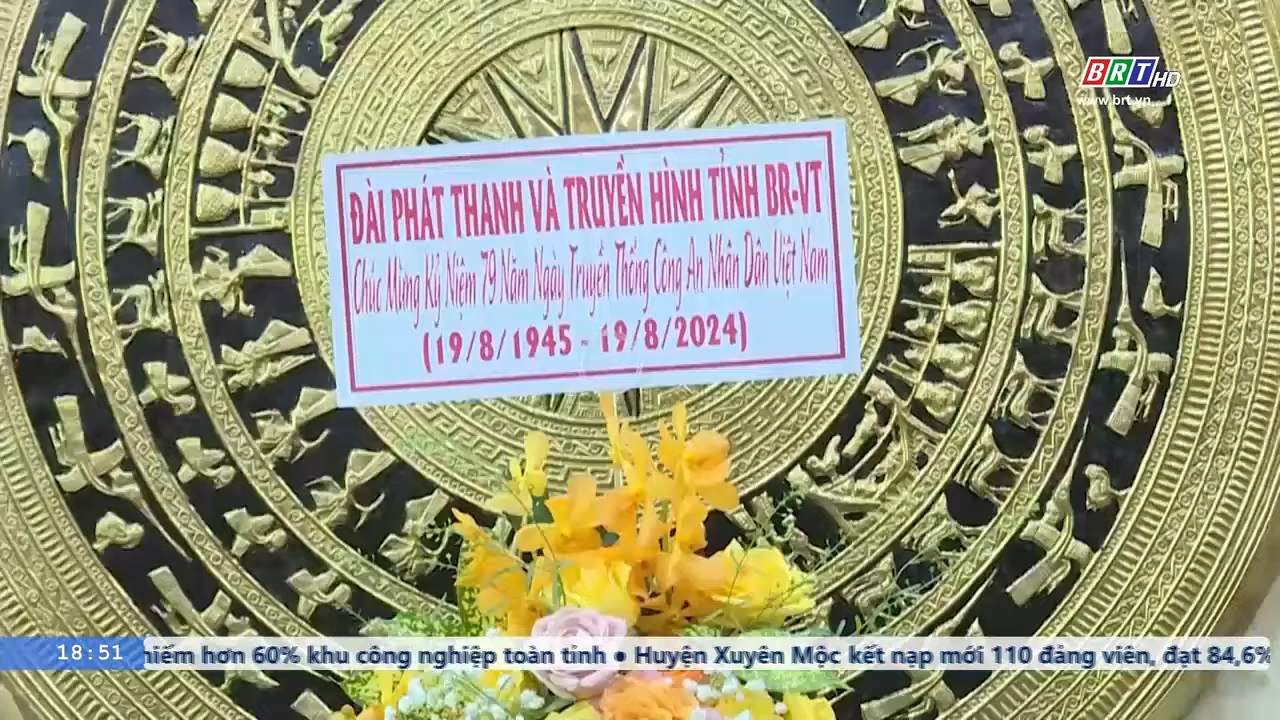 BRT HD
www.brt.vn
ĐÀI PHÁT THANH VÀ TRUYỀN HÌNH TỈNH BR-VT
Chúc Mừng Kỷ Niệm 79 Năm Ngày Truyền Thống Công An Nhân Dân Việt Nam
(19/8/1945 - 19/8/2024)
18:51 hiếm hơn 60% khu công nghiệp toàn tỉnh • Huyện Xuyên Mộc kết nạp mới 110 đảng viên, đạt 84,6%